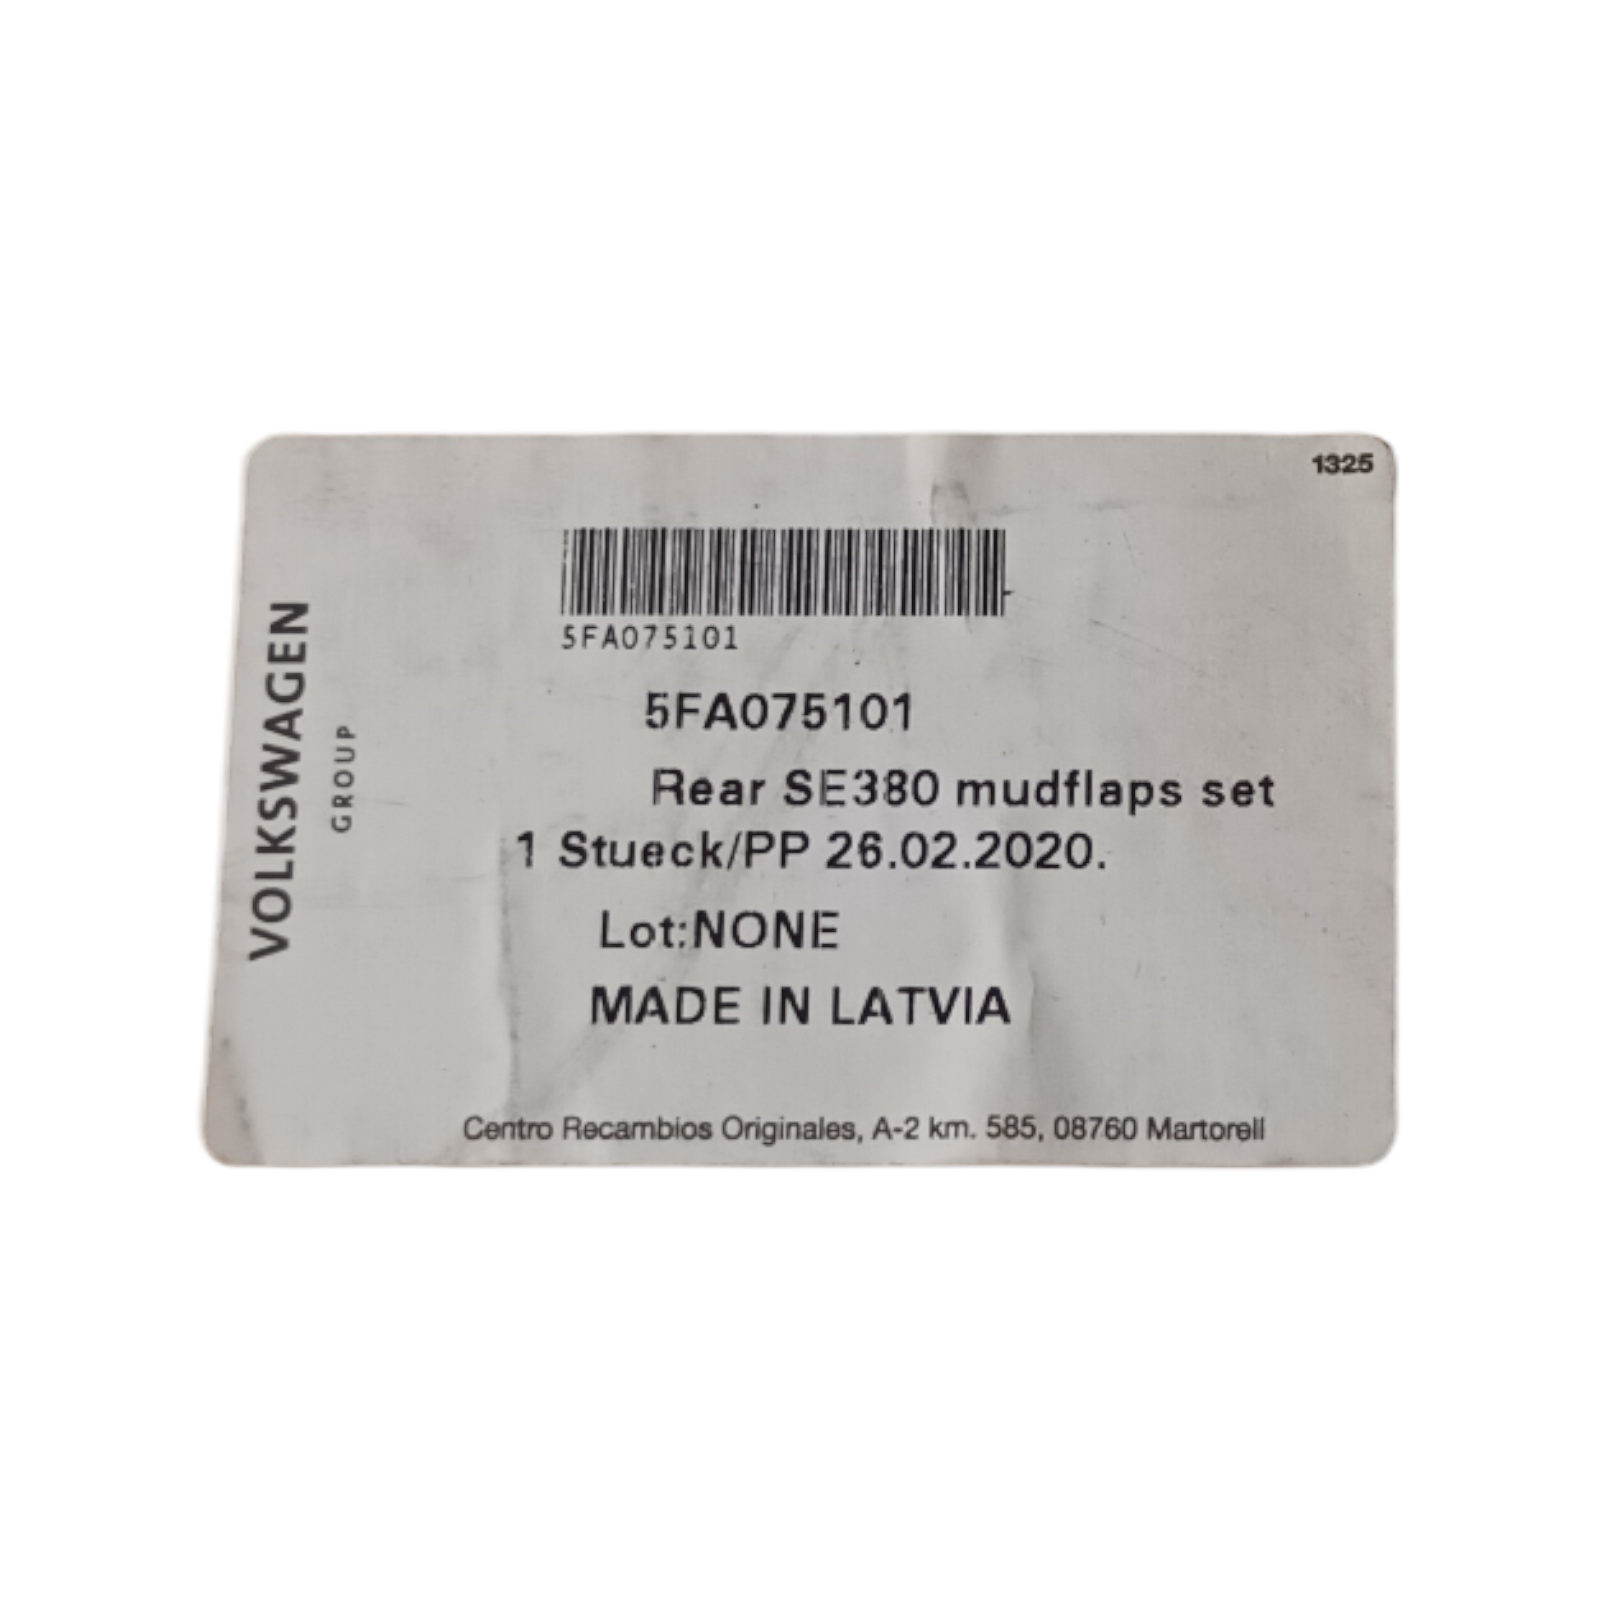 1325
VOLKSWAGEN
GROUP
5FA075101
5FA075101
Rear SE380 mudflaps set
1 Stueck/PP 26.02.2020.
Lot:NONE
MADE IN LATVIA
Centro Recambios Originales, A-2 km. 585, 08760 Martorell